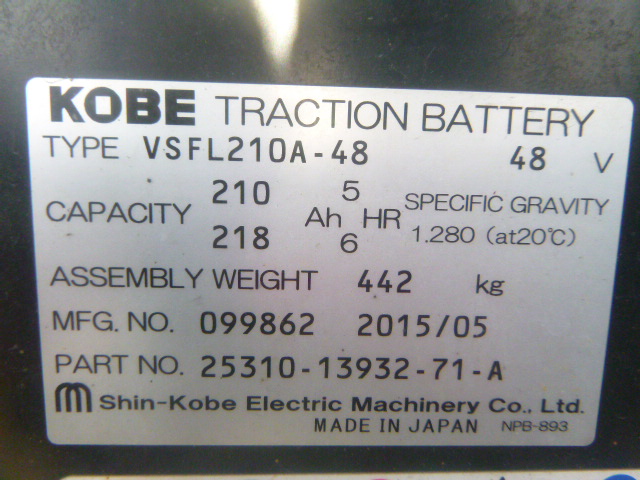 KOBE TRACTION BATTERY
TYPE VSFL210A-48 48 V
CAPACITY 210 Ah 5 HR SPECIFIC GRAVITY
218 6 1.280 (at20℃)
ASSEMBLY WEIGHT 442 kg
MFG. NO. 099862 2015/05
PART NO. 25310-13932-71-A
Shin-Kobe Electric Machinery Co., Ltd.
MADE IN JAPAN NPB-893